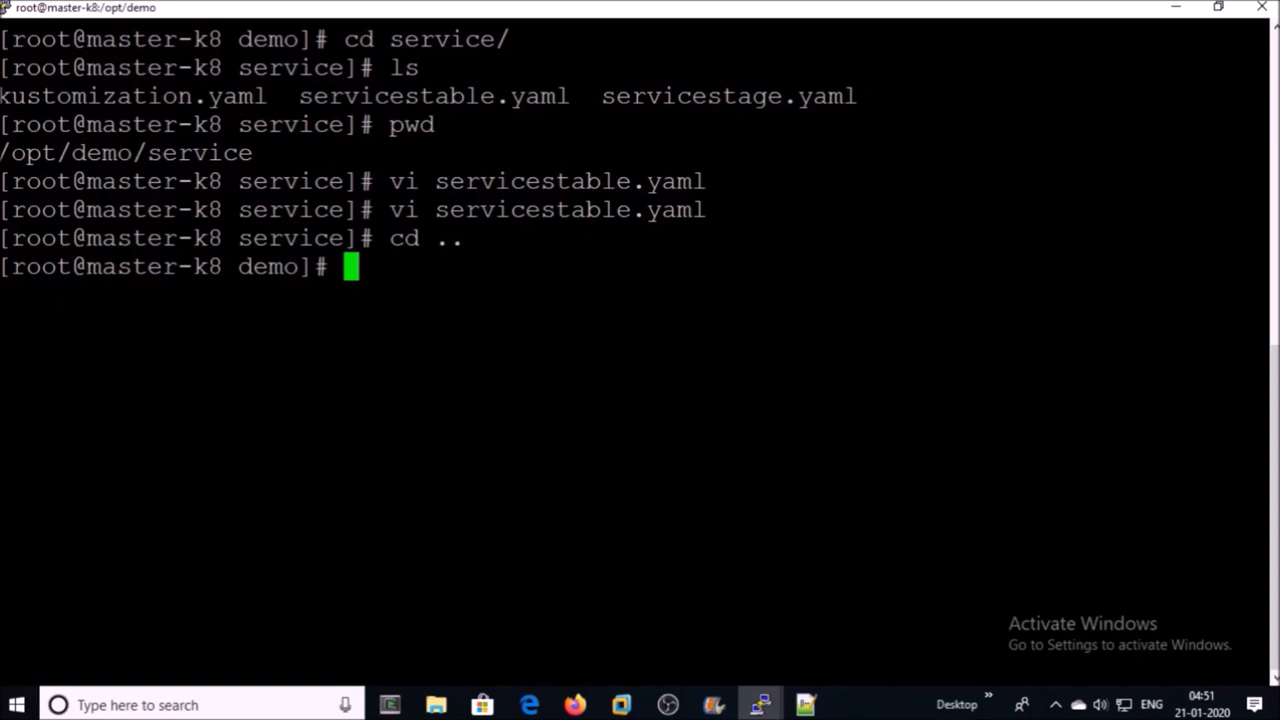 root@master-k8:/opt/demo
[root@master-k8 demo]# cd service/
[root@master-k8 service]# ls
kustomization.yaml  servicestable.yaml  servicestage.yaml
[root@master-k8 service]# pwd
/opt/demo/service
[root@master-k8 service]# vi servicestable.yaml
[root@master-k8 service]# vi servicestable.yaml
[root@master-k8 service]# cd ..
[root@master-k8 demo]#
Activate Windows
Go to Settings to activate Windows.
Type here to search
Desktop
ENG
04:51
21-01-2020